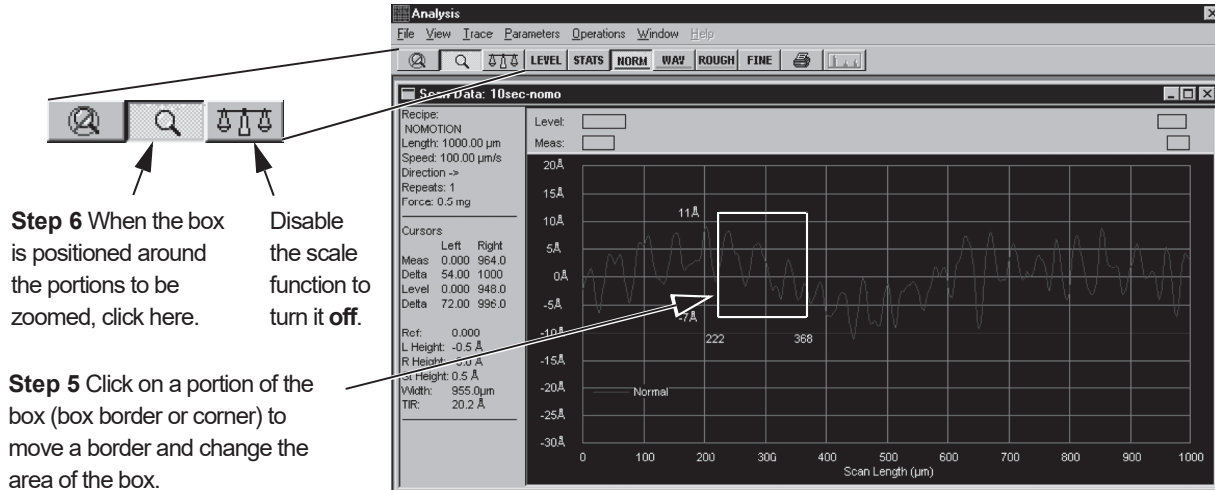 Analysis
File View Trace Parameters Operations Window Help
LEVEL STATS NORM WAV ROUGH FINE
Scan Data: 10sec-nomo
Recipe:
NOMOTION
Length: 1000.00 µm
Speed: 100.00 µm/s
Direction ->
Repeats: 1
Force: 0.5 mg
Cursors
Left Right
Meas 0.000 964.0
Delta 54.00 1000
Level 0.000 948.0
Delta 72.00 996.0
Ref: 0.000
L Height: -0.5 Å
R Height:
St Height: 0.5 Å
Width: 955.0µm
TIR: 20.2 Å
Level:
Meas:
20Å
15Å
10Å
5Å
0Å
-5Å
-10Å
-15Å
-20Å
-25Å
-30Å
11Å
-7Å
222 368
Normal
0 100 200 300 400 500 600 700 800 900 1000
Scan Length (µm)
Step 6 When the box
is positioned around
the portions to be
zoomed, click here.
Disable
the scale
function to
turn it off.
Step 5 Click on a portion of the
box (box border or corner) to
move a border and change the
area of the box.